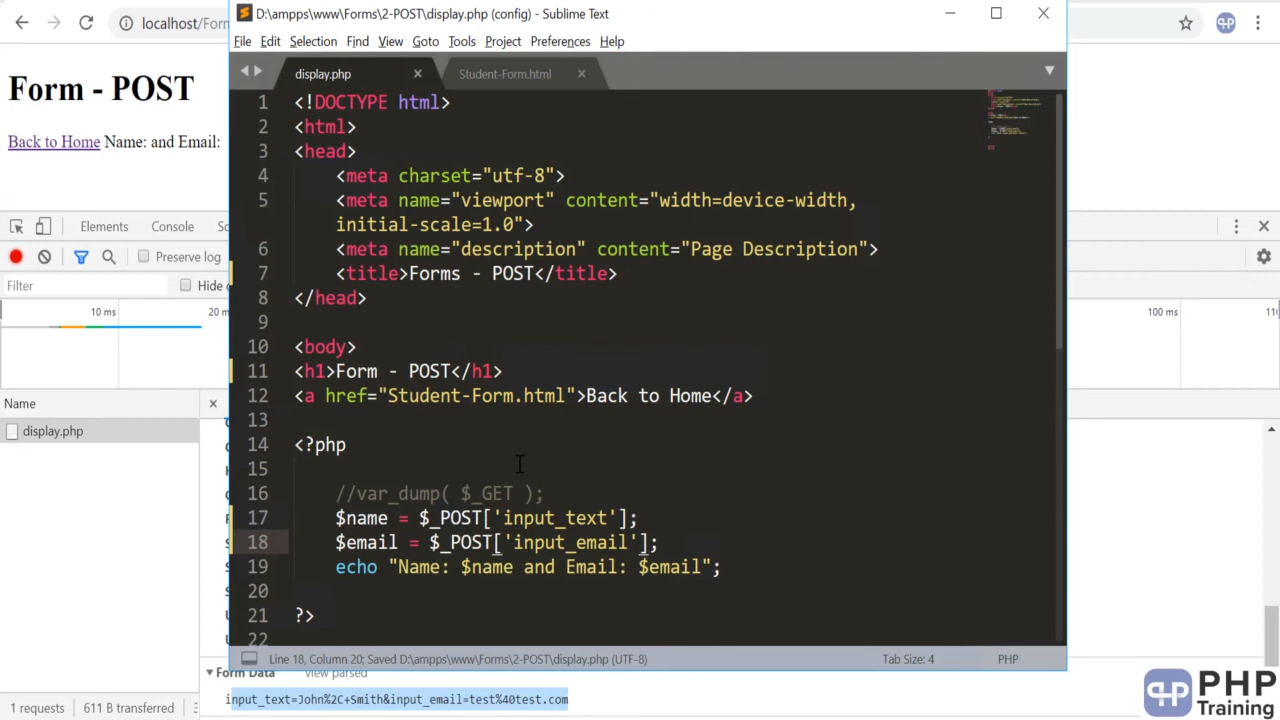 D:\ampps\www\Forms\2-POST\display.php (config) - Sublime Text
localhost/For
File Edit Selection Find View Goto Tools Project Preferences Help
display.php
Student-Form.html
Form - POST
Back to Home Name: and Email:
Elements Console
Preserve log
Filter
10 ms
100 ms
Name
display.php
1 <!DOCTYPE html>
2 <html>
3 <head>
4 <meta charset="utf-8">
5 <meta name="viewport" content="width=device-width,
initial-scale=1.0">
6 <meta name="description" content="Page Description">
7 <title>Forms - POST</title>
8 </head>
9
10 <body>
11 <h1>Form - POST</h1>
12 <a href="Student-Form.html">Back to Home</a>
13
14 <?php
15
16 //var_dump( $_GET );
17 $name = $_POST['input_text'];
18 $email = $_POST['input_email'];
19 echo "Name: $name and Email: $email";
20
21 ?>
22
Line 18, Column 20; Saved D:\ampps\www\Forms\2-POST\display.php (UTF-8)
Tab Size: 4
PHP
Form Data view parsed
input_text=John%2C+Smith&input_email=test%40test.com
1 requests
611 B transferred
php
PHP
Training